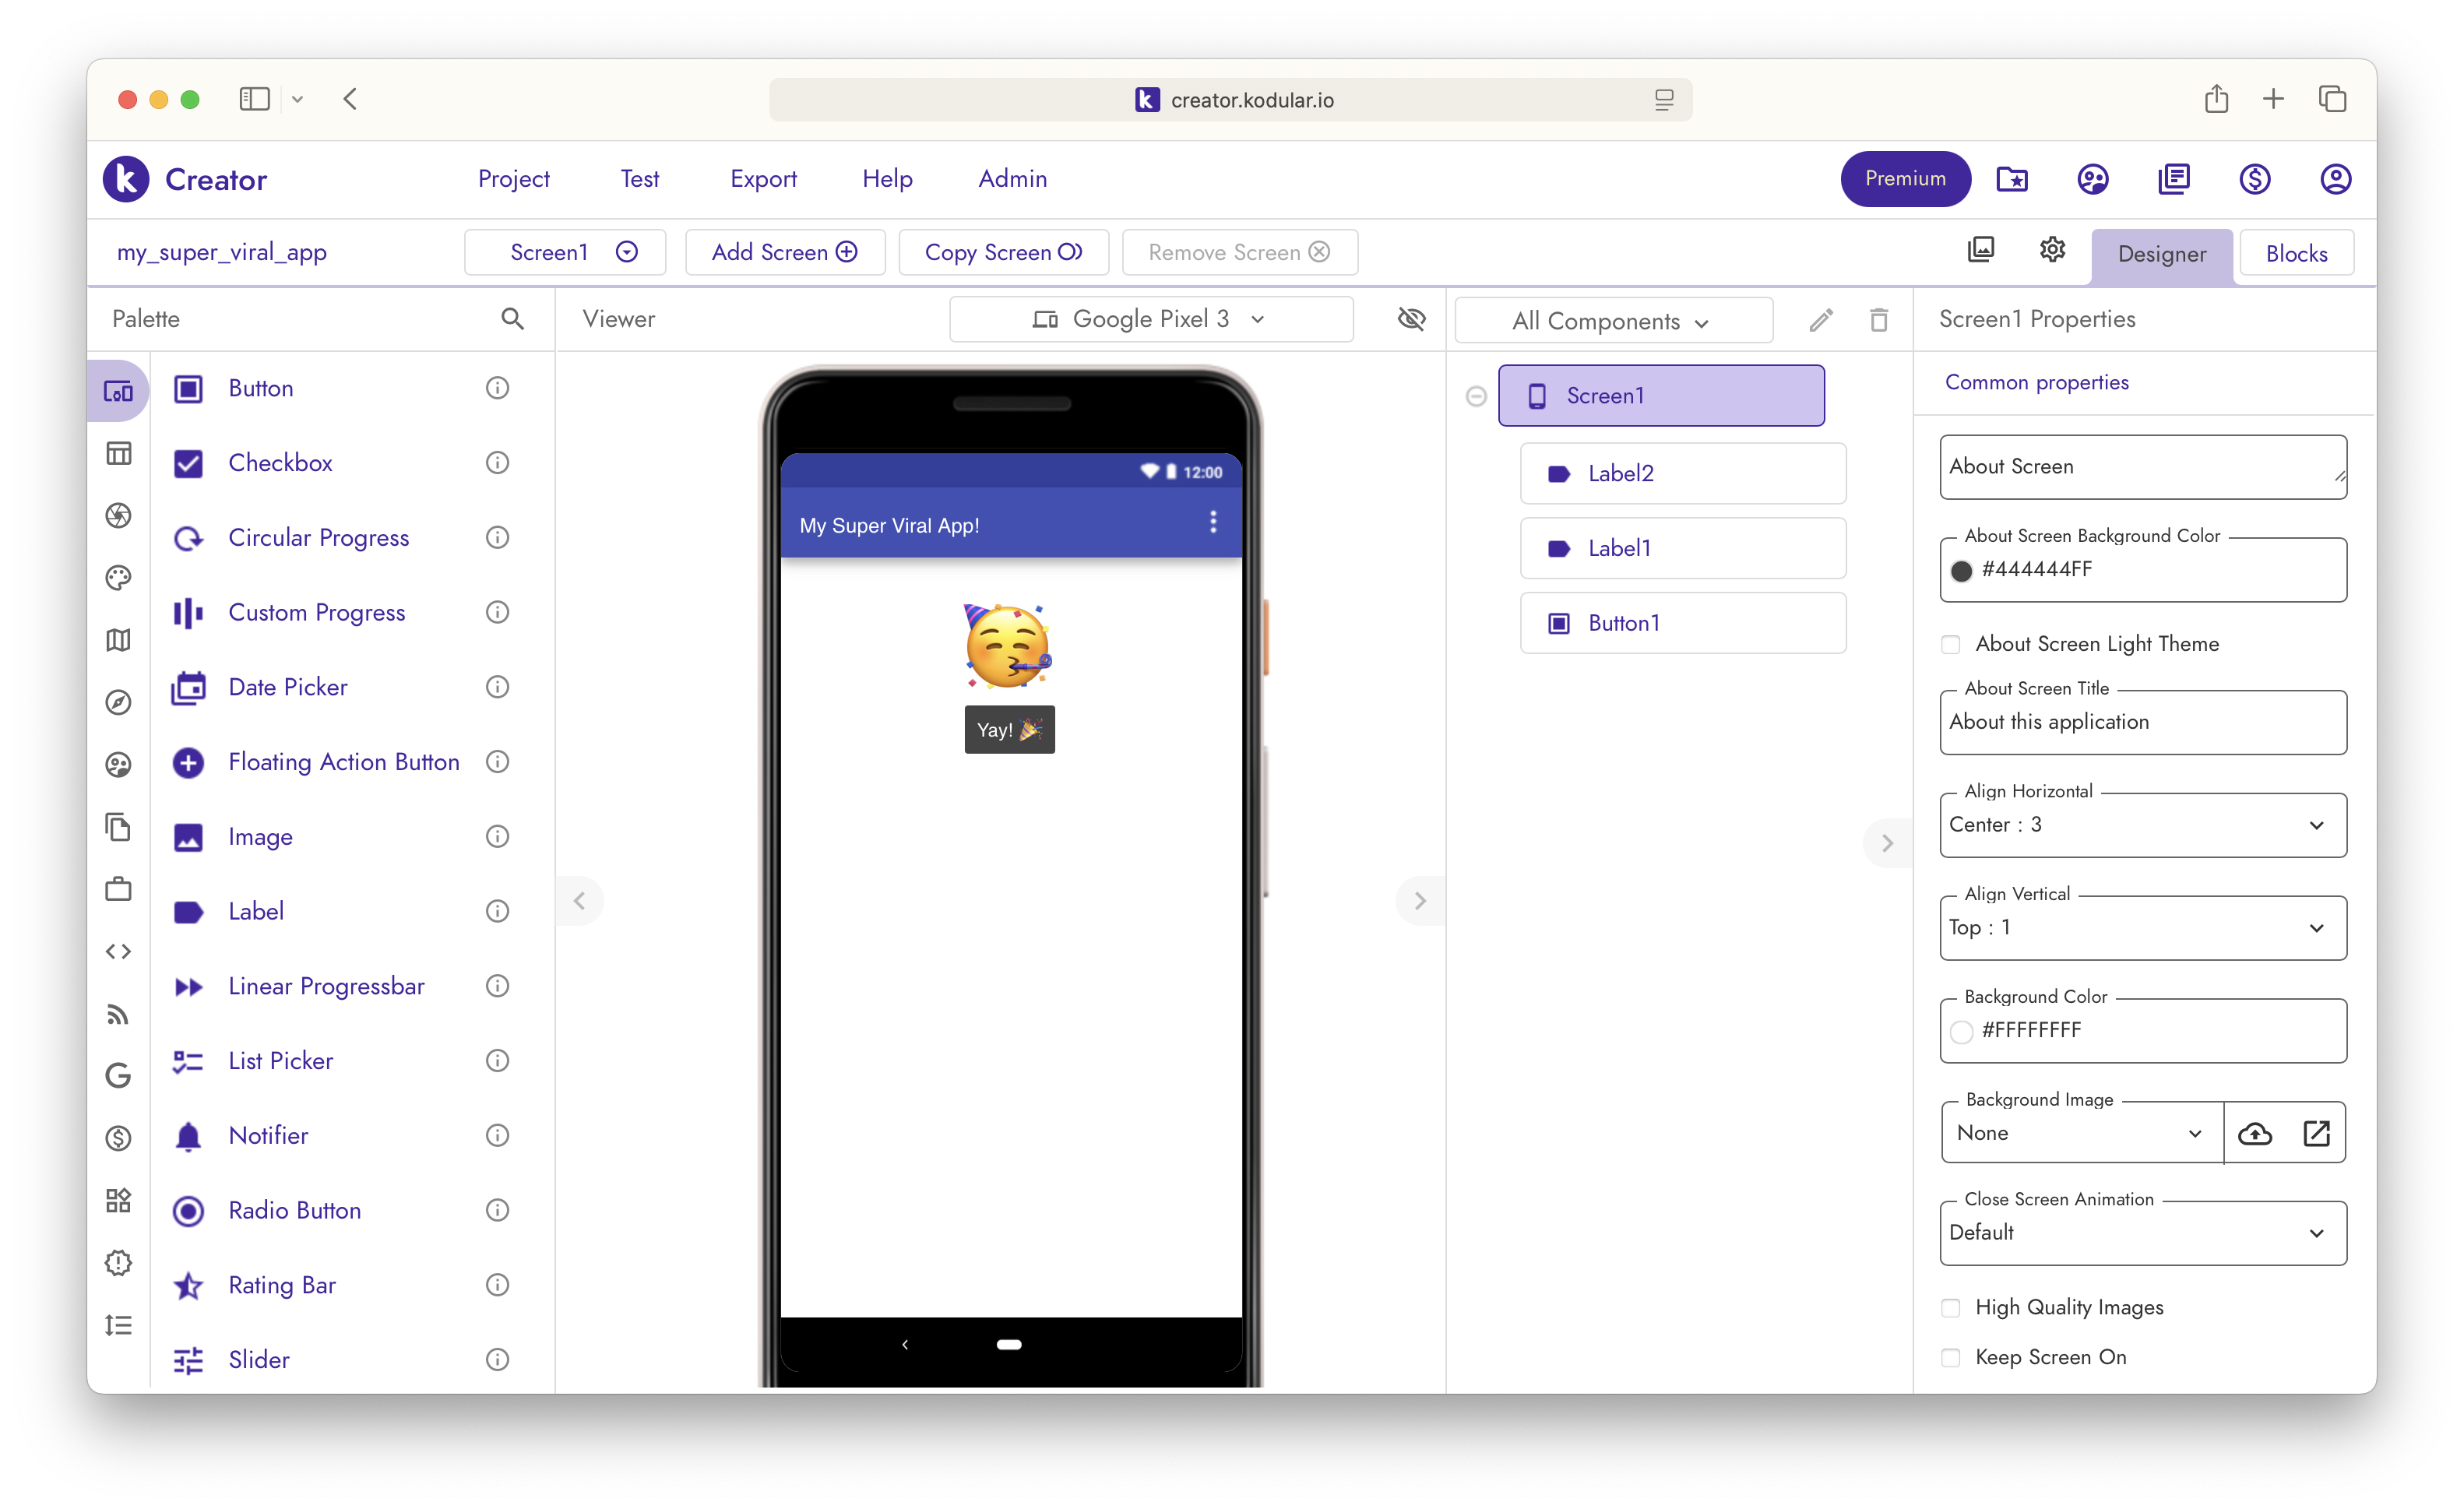 creator.kodular.io
Creator
Project
Test
Export
Help
Admin
Premium
my_super_viral_app
Screen1
Add Screen
Copy Screen
Remove Screen
Designer
Blocks
Palette
Viewer
Google Pixel 3
All Components
Screen1 Properties
Button
Checkbox
Circular Progress
Custom Progress
Date Picker
Floating Action Button
Image
Label
Linear Progressbar
List Picker
Notifier
Radio Button
Rating Bar
Slider
12:00
My Super Viral App!
Yay! 🎉
Screen1
Label2
Label1
Button1
Common properties
About Screen
About Screen Background Color
#444444FF
About Screen Light Theme
About Screen Title
About this application
Align Horizontal
Center : 3
Align Vertical
Top : 1
Background Color
#FFFFFFFF
Background Image
None
Close Screen Animation
Default
High Quality Images
Keep Screen On